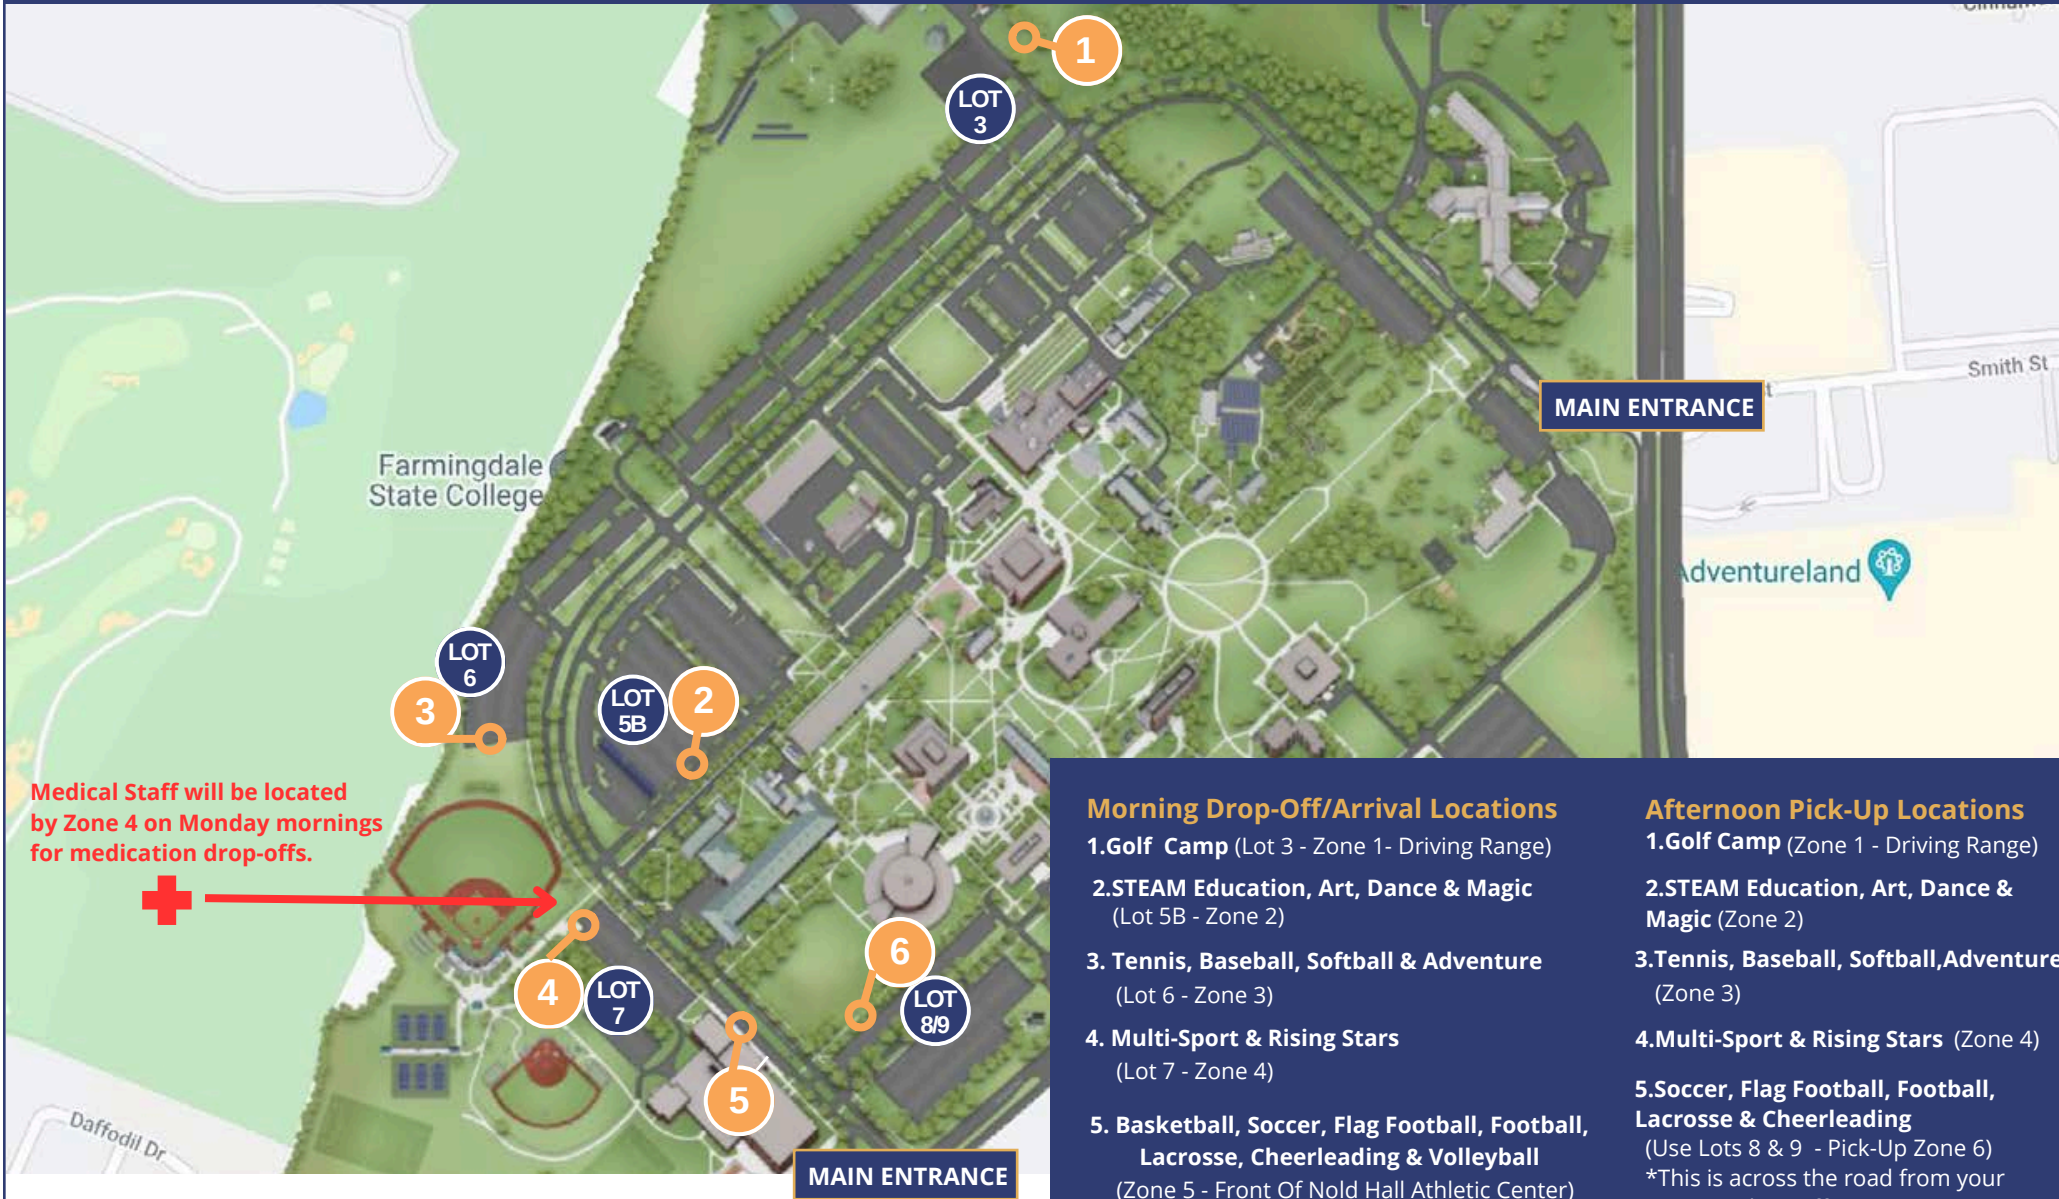 1
LOT
3
MAIN ENTRANCE
Smith St
Farmingdale
State College
Adventureland
LOT
6
3
LOT
5B
2
Medical Staff will be located
by Zone 4 on Monday mornings
for medication drop-offs.
4
LOT
7
6
LOT
8/9
5
Daffodil Dr
MAIN ENTRANCE
Morning Drop-Off/Arrival Locations
1.Golf Camp (Lot 3 - Zone 1- Driving Range)
2.STEAM Education, Art, Dance & Magic
(Lot 5B - Zone 2)
3. Tennis, Baseball, Softball & Adventure
(Lot 6 - Zone 3)
4. Multi-Sport & Rising Stars
(Lot 7 - Zone 4)
5. Basketball, Soccer, Flag Football, Football,
Lacrosse, Cheerleading & Volleyball
(Zone 5 - Front Of Nold Hall Athletic Center)
Afternoon Pick-Up Locations
1.Golf Camp (Zone 1 - Driving Range)
2.STEAM Education, Art, Dance &
Magic (Zone 2)
3.Tennis, Baseball, Softball,Adventure
(Zone 3)
4.Multi-Sport & Rising Stars (Zone 4)
5.Soccer, Flag Football, Football,
Lacrosse & Cheerleading
(Use Lots 8 & 9 - Pick-Up Zone 6)
*This is across the road from your